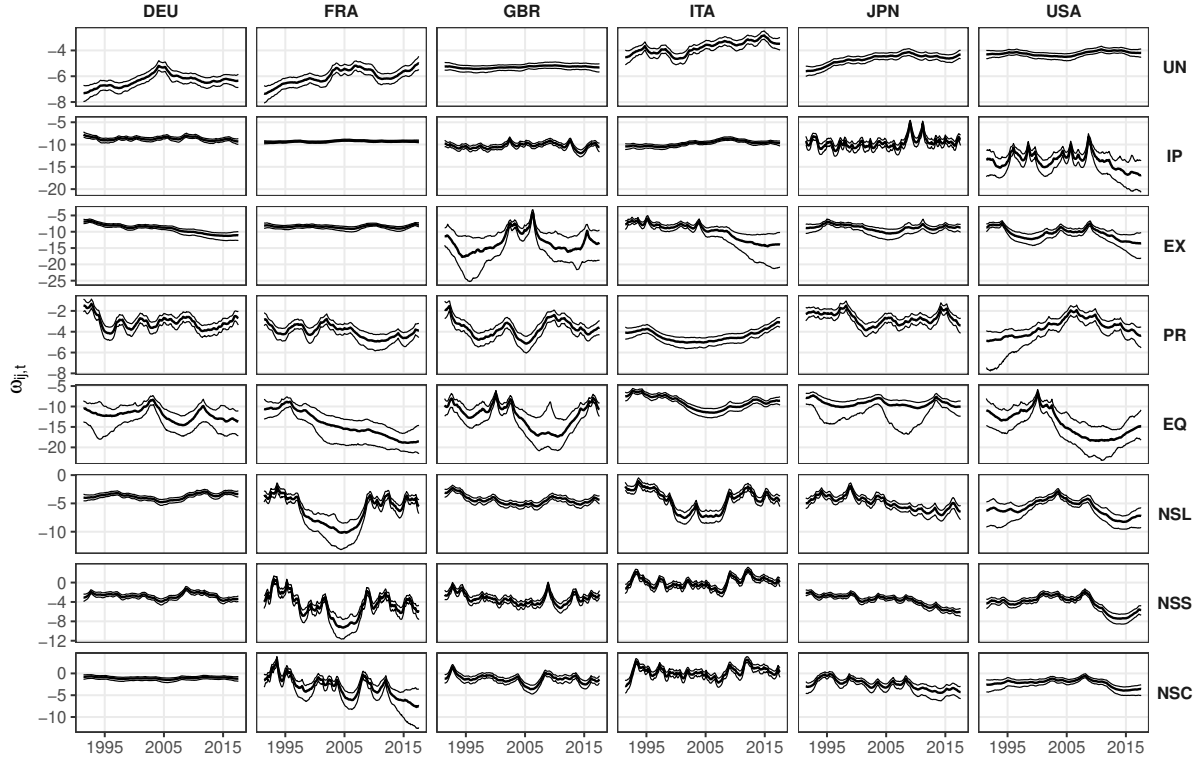 DEU FRA GBR ITA JPN USA
−4
−6
−8
UN
−5
−10
−15
−20
IP
−5
−10
−15
−20
−25
EX
−2
−4
−6
−8
PR
ωij,t
−5
−10
−15
−20
EQ
0
−5
−10
NSL
0
−4
−8
−12
NSS
0
−5
−10
NSC
1995 2005 2015 1995 2005 2015 1995 2005 2015 1995 2005 2015 1995 2005 2015 1995 2005 2015